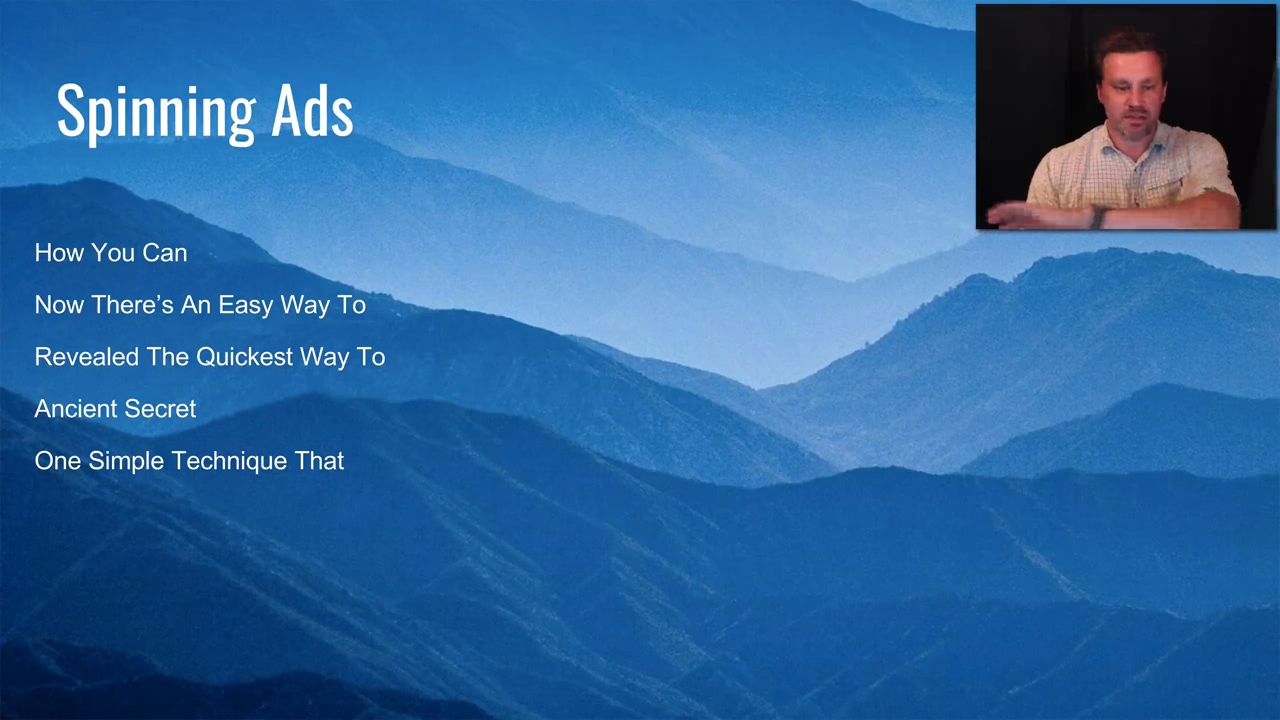 Spinning Ads
How You Can
Now There’s An Easy Way To
Revealed The Quickest Way To
Ancient Secret
One Simple Technique That